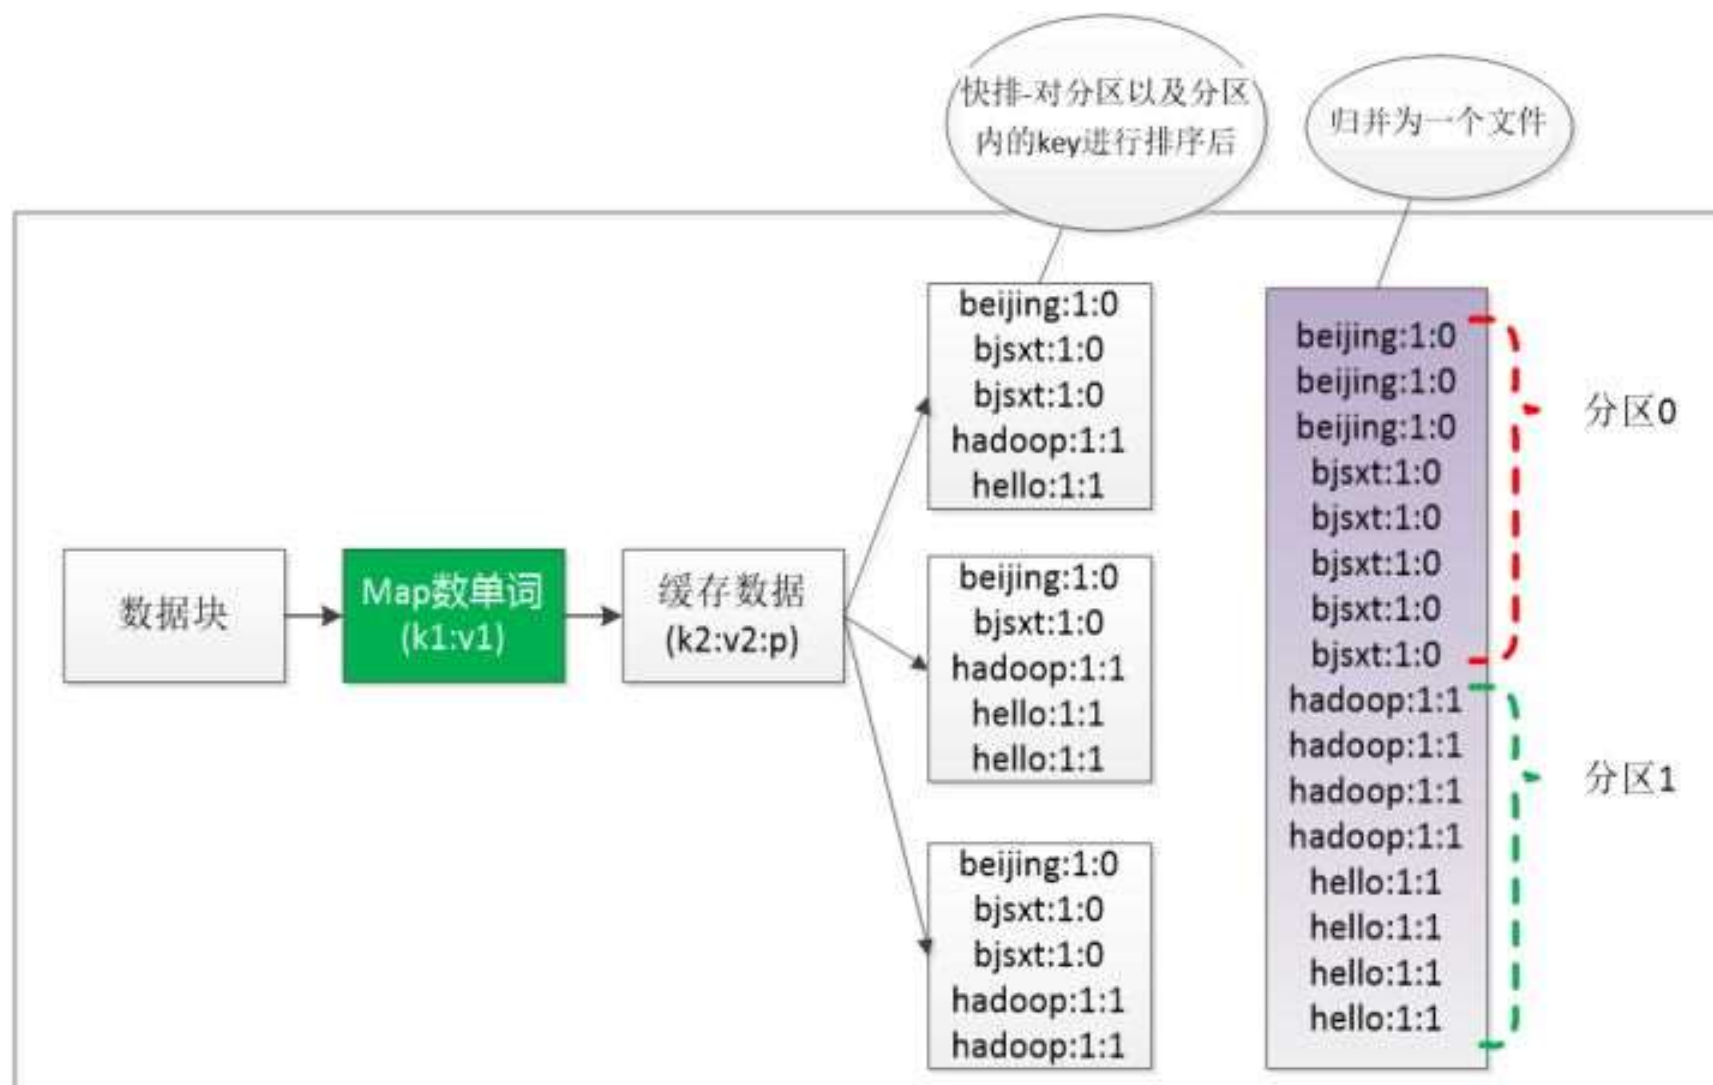 快排-对分区以及分区
内的key进行排序后
归并为一个文件
数据块
Map数单词
(k1:v1)
缓存数据
(k2:v2:p)
beijing:1:0
bjsxt:1:0
bjsxt:1:0
hadoop:1:1
hello:1:1
beijing:1:0
bjsxt:1:0
hadoop:1:1
hello:1:1
hello:1:1
beijing:1:0
bjsxt:1:0
bjsxt:1:0
hadoop:1:1
hadoop:1:1
beijing:1:0
beijing:1:0
beijing:1:0
bjsxt:1:0
bjsxt:1:0
bjsxt:1:0
bjsxt:1:0
bjsxt:1:0
hadoop:1:1
hadoop:1:1
hadoop:1:1
hadoop:1:1
hello:1:1
hello:1:1
hello:1:1
hello:1:1
分区0
分区1